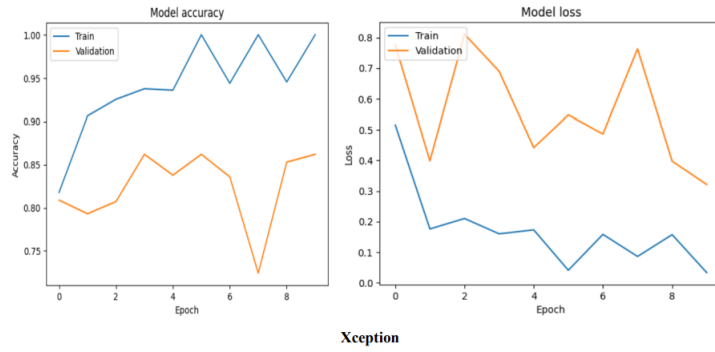 Model accuracy
Train
Validation
Accuracy
1.00
0.95
0.90
0.85
0.80
0.75
0 2 4 6 8
Epoch
Model loss
Train
Validation
Loss
0.8
0.7
0.6
0.5
0.4
0.3
0.2
0.1
0.0
0 2 4 6 8
Epoch
Xception